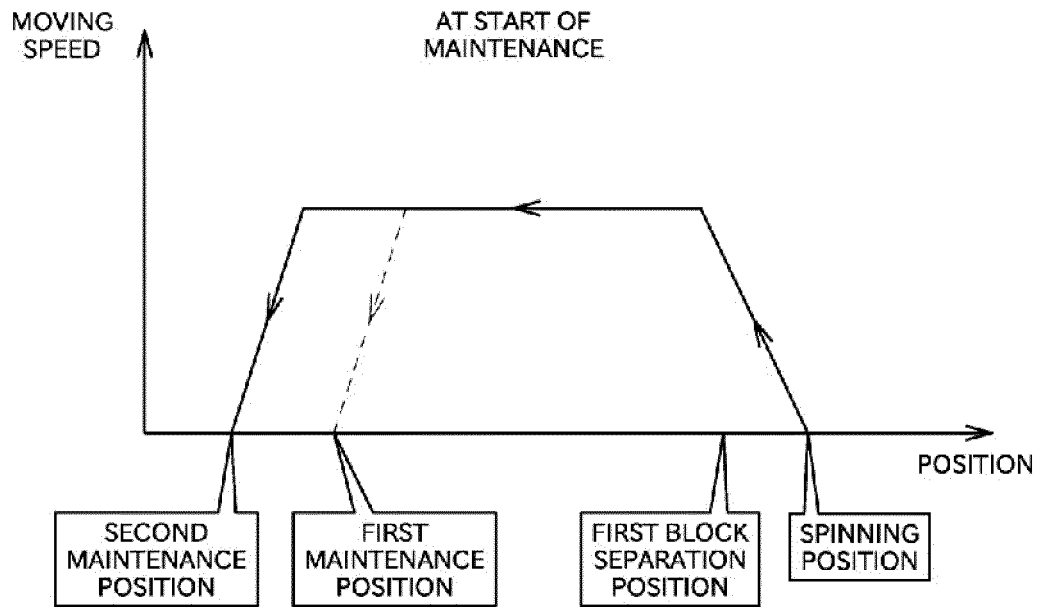 MOVING
SPEED
AT START OF
MAINTENANCE
POSITION
SECOND
MAINTENANCE
POSITION
FIRST
MAINTENANCE
POSITION
FIRST BLOCK
SEPARATION
POSITION
SPINNING
POSITION